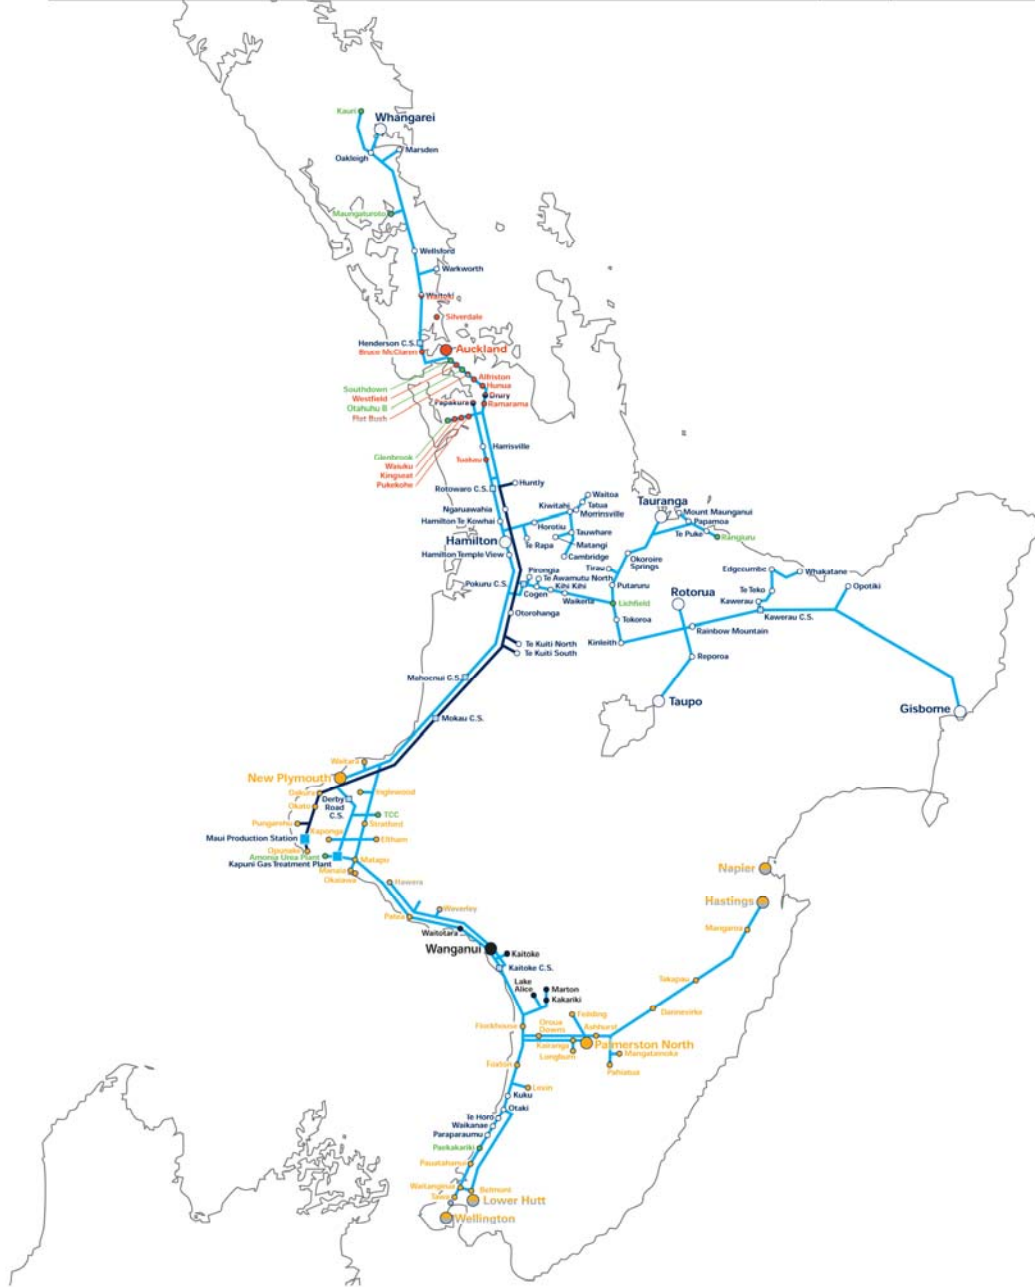 Kauri
Whangarei
Oakleigh
Marsden
Maungaturoto
Wellsford
Warkworth
Waitoki
Silverdale
Henderson C.S.
Bruce McClaren
Auckland
Southdown
Westfield
Otahuhu B
Flat Bush
Alfriston
Hunua
Drury
Papakura
Ramarama
Glenbrook
Waiuku
Kingseat
Pukekohe
Harrisville
Tuakau
Rotowaro C.S.
Huntly
Ngaruawahia
Hamilton Te Kowhai
Hamilton
Hamilton Temple View
Kiwitahi
Waitoa
Tatua
Morrinsville
Horotiu
Te Rapa
Tauwhare
Matangi
Cambridge
Tauranga
Mount Maunganui
Papamoa
Te Puke
Rangiuru
Okoroire
Springs
Tirau
Putaruru
Pirongia
Te Awamutu North
Kihi Kihi
Pokuru C.S.
Cogen
Waikeria
Lichfield
Tokoroa
Kinleith
Rotorua
Rainbow Mountain
Reporoa
Taupo
Edgecumbe
Whakatane
Te Teko
Kawerau
Kawerau C.S.
Opotiki
Gisborne
Otorohanga
Te Kuiti North
Te Kuiti South
Mahoenui C.S.
Mokau C.S.
Waitara
New Plymouth
Oakura
Okato
Inglewood
Derby
Road
C.S.
TCC
Pungarehu
Stratford
Kaponga
Eltham
Maui Production Station
Opunake
Amonia Urea Plant
Kapuni Gas Treatment Plant
Matapu
Manaia
Okaiawa
Hawera
Patea
Waverley
Waitotara
Wanganui
Kaitoke
Kaitoke C.S.
Lake
Alice
Marton
Kakariki
Flockhouse
Oroua
Downs
Feilding
Ashhurst
Kairanga
Longburn
Palmerston North
Mangatainoka
Pahiatua
Napier
Hastings
Mangaroa
Takapau
Dannevirke
Foxton
Levin
Kuku
Otaki
Te Horo
Waikanae
Paraparaumu
Paekakariki
Pauatahanui
Waitangirua
Belmont
Tawa
Lower Hutt
Wellington